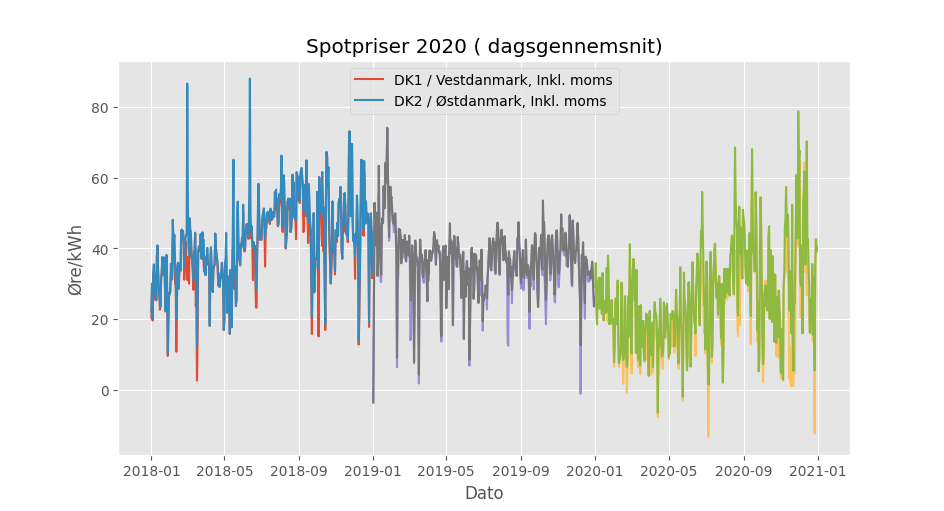 Spotpriser 2020 ( dagsgennemsnit)
DK1 / Vestdanmark, Inkl. moms
DK2 / Østdanmark, Inkl. moms
Øre/kWh
80
60
40
20
0
2018-01 2018-05 2018-09 2019-01 2019-05 2019-09 2020-01 2020-05 2020-09 2021-01
Dato